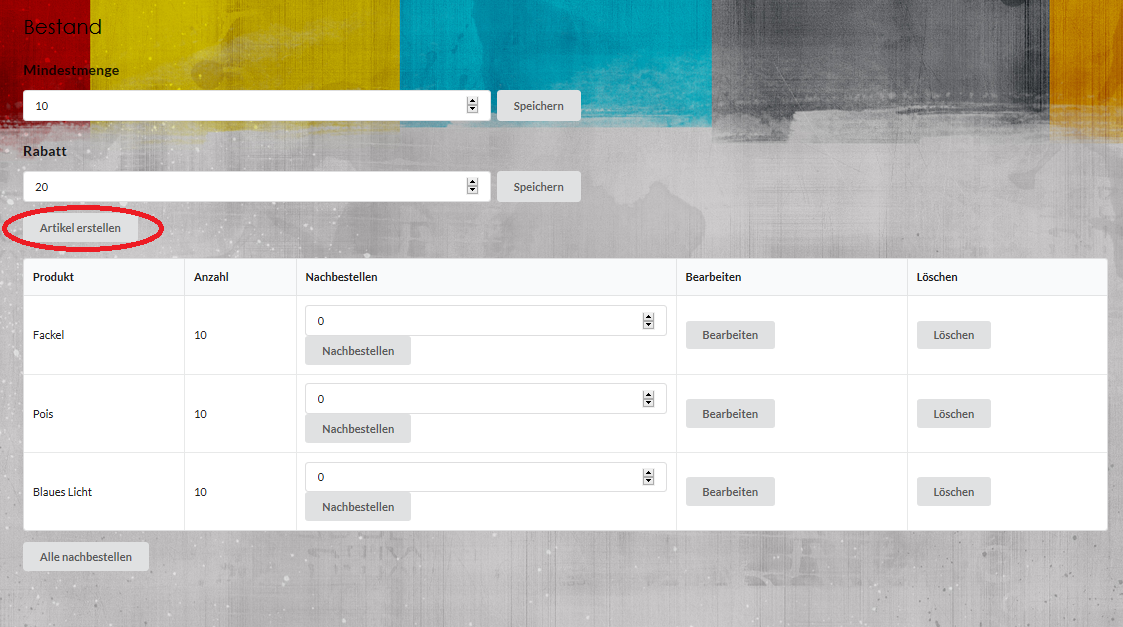 Bestand
Mindestmenge
10 Speichern
Rabatt
20 Speichern
Artikel erstellen
Produkt Anzahl Nachbestellen Bearbeiten Löschen
0
Fackel 10 Bearbeiten Löschen
Nachbestellen
0
Pois 10 Bearbeiten Löschen
Nachbestellen
0
Blaues Licht 10 Bearbeiten Löschen
Nachbestellen
Alle nachbestellen